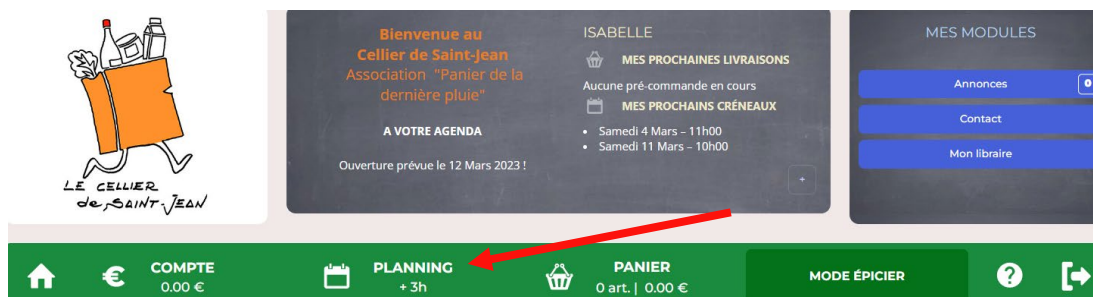 LE CELLIER
de SAINT-JEAN
Bienvenue au
Cellier de Saint-Jean
Association "Panier de la
dernière pluie"
A VOTRE AGENDA
Ouverture prévue le 12 Mars 2023 !
ISABELLE
MES PROCHAINES LIVRAISONS
Aucune pré-commande en cours
MES PROCHAINS CRÉNEAUX
• Samedi 4 Mars – 11h00
• Samedi 11 Mars – 10h00
+
MES MODULES
Annonces 0
Contact
Mon libraire
€ COMPTE
0.00 €
PLANNING
+ 3h
PANIER
0 art. | 0.00 €
MODE ÉPICIER
?